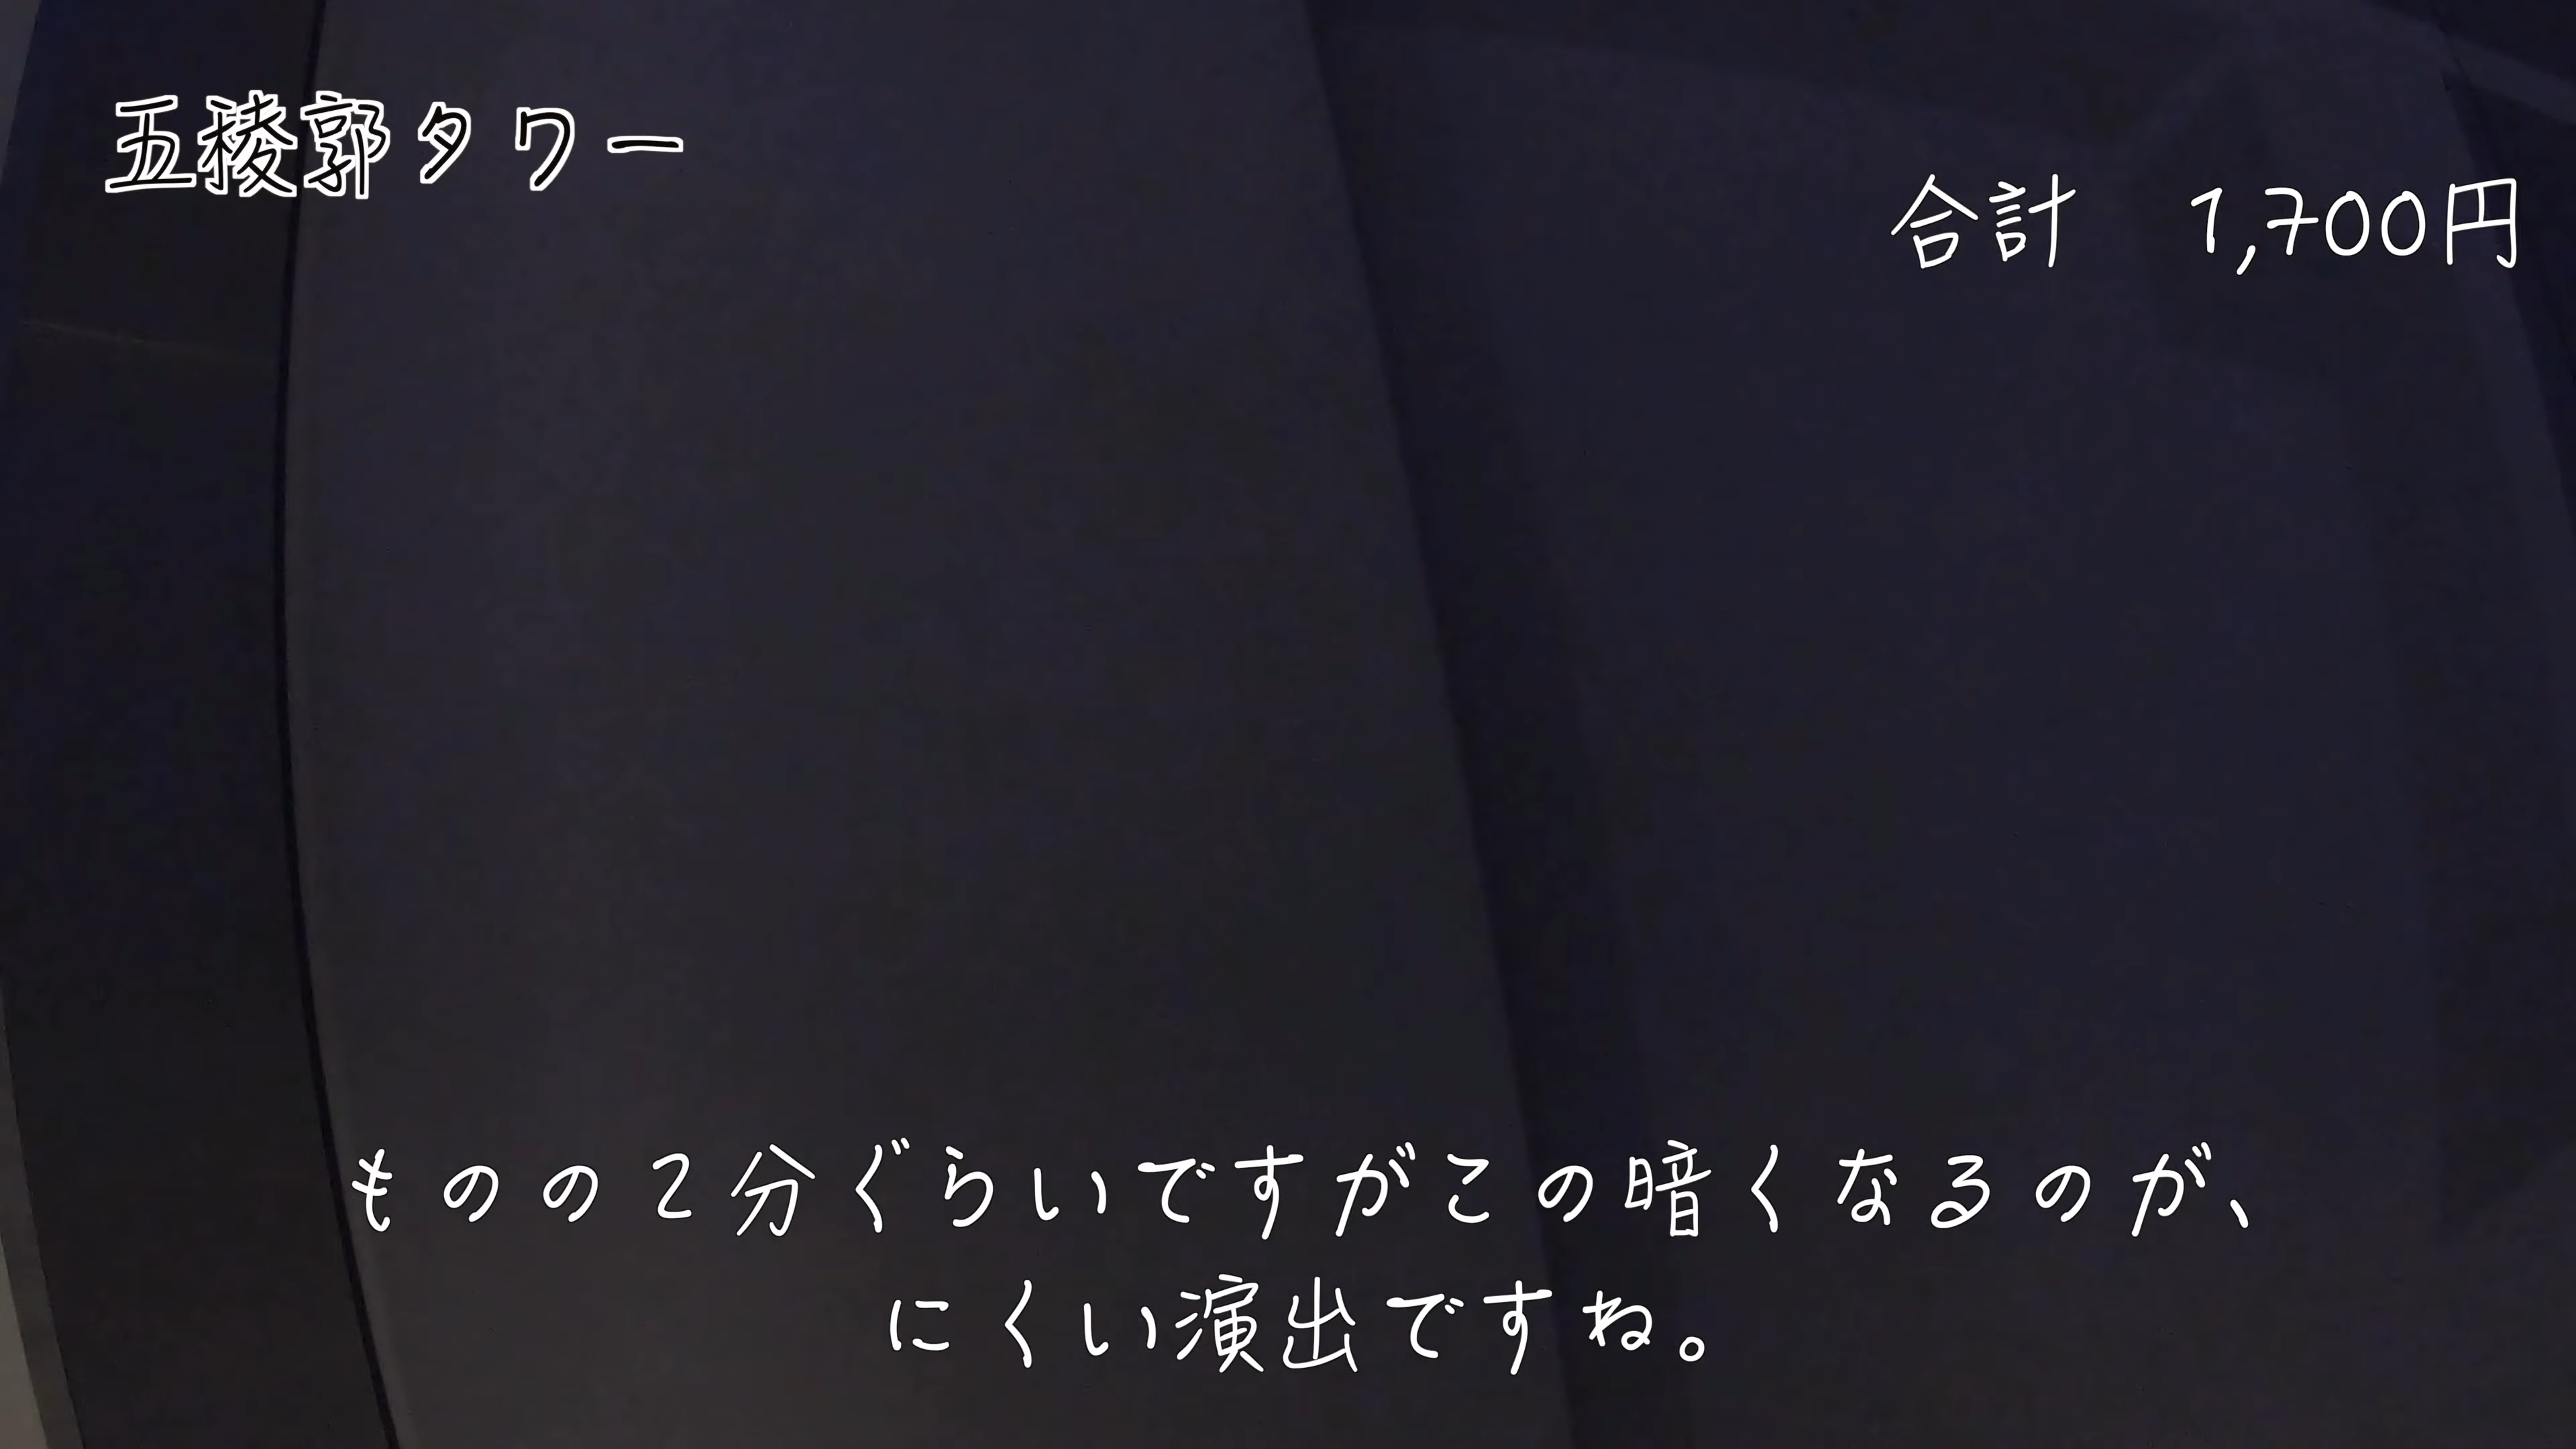 五稜郭タワー
合計　1,700円
ものの2分ぐらいですがこの暗くなるのが、
にくい演出ですね。